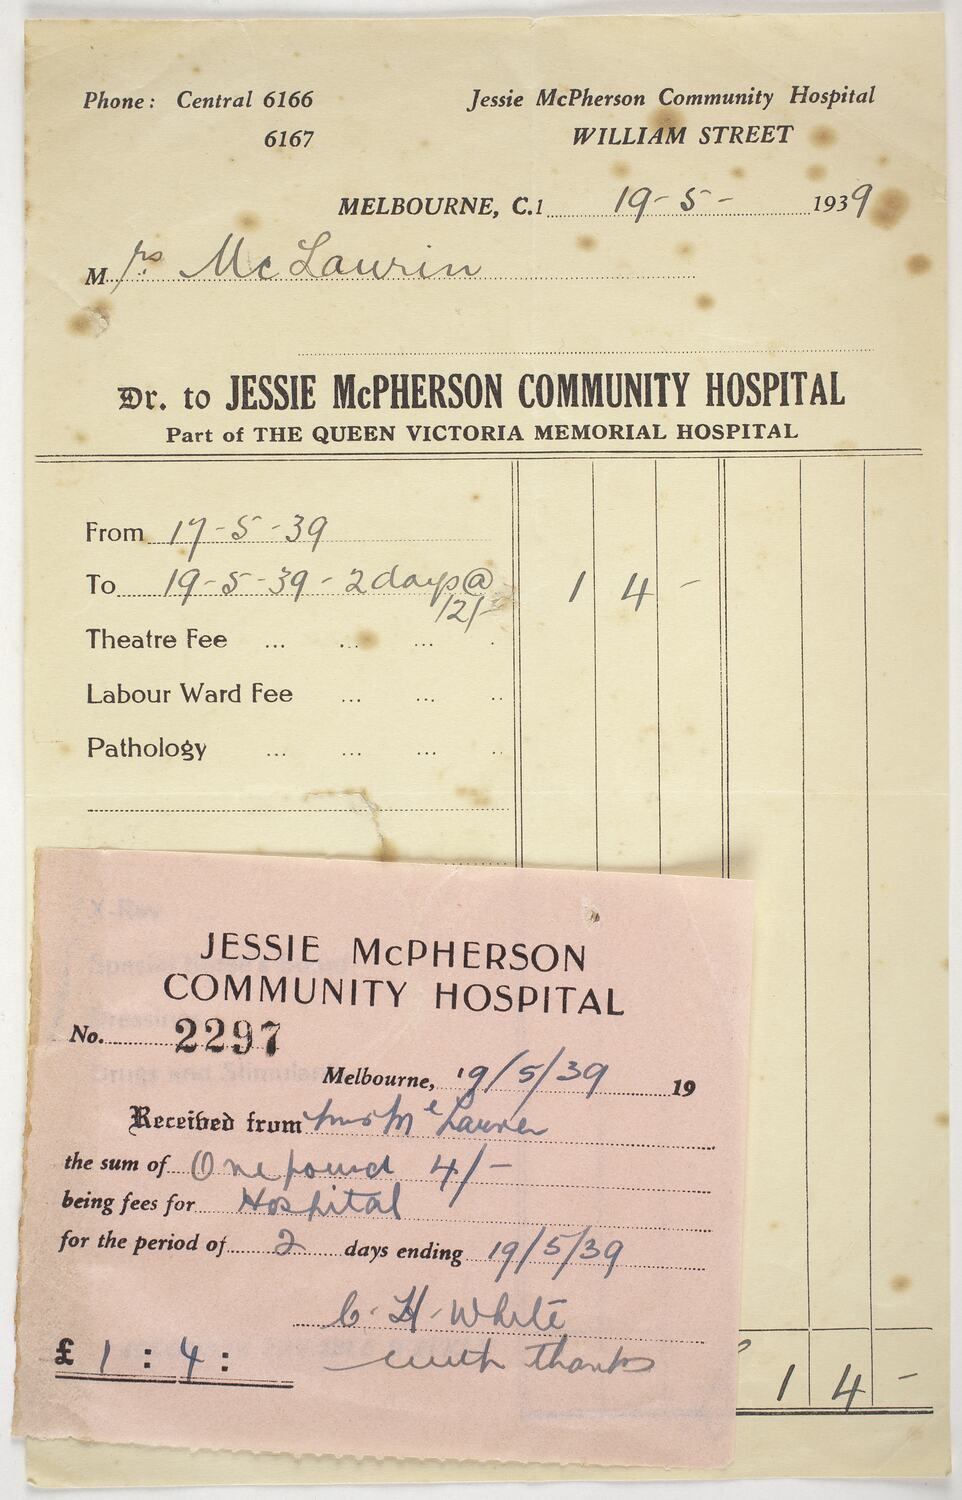 Phone: Central 6166
6167
Jessie McPherson Community Hospital
WILLIAM STREET
MELBOURNE, C.1 19-5- 1939
Mrs McLaurin
Dr. to JESSIE McPHERSON COMMUNITY HOSPITAL
Part of THE QUEEN VICTORIA MEMORIAL HOSPITAL
From 17-5-39
To 19-5-39 - 2 days @ 1 4 -
12/-
Theatre Fee ... ... ... .
Labour Ward Fee ... ... ..
Pathology ... ... ... ..
X-Ray
JESSIE McPHERSON
COMMUNITY HOSPITAL
No. 2297
Drugs and Stimulants
Melbourne, 19/5/39 19
Received from Mrs McLauren
the sum of One pound 4/-
being fees for Hospital
for the period of 2 days ending 19/5/39
C. H. White
£ 1 : 4 : with thanks
1 4 -